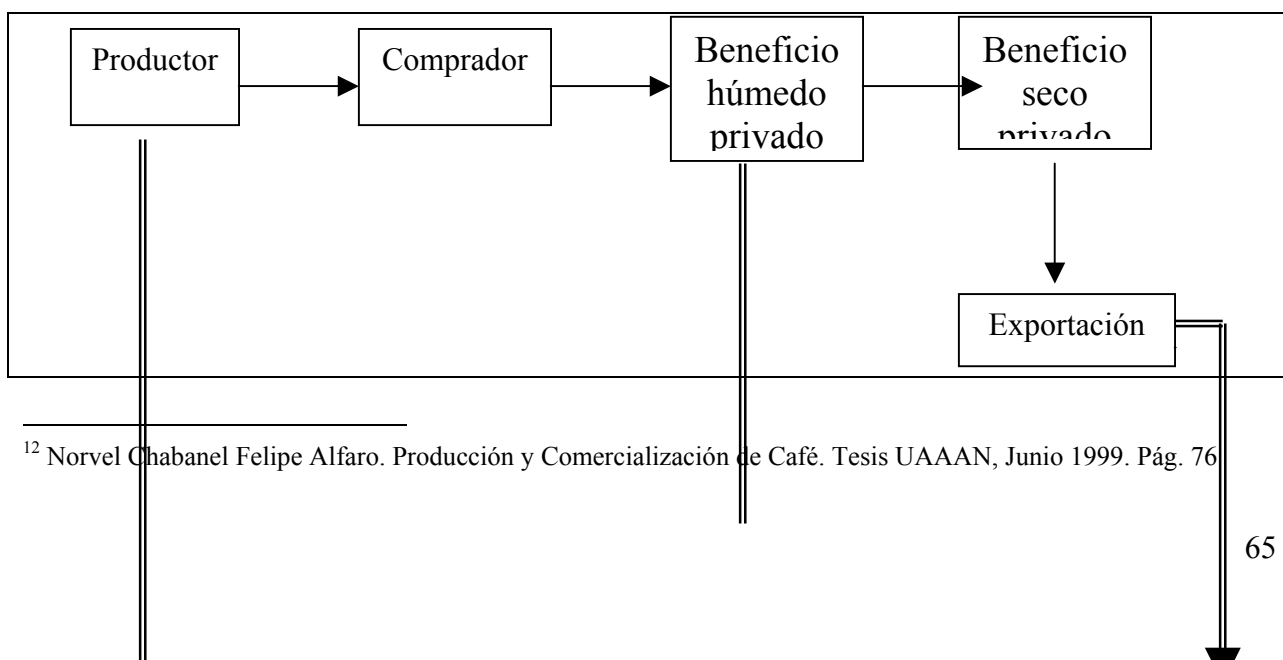 Productor
Comprador
Beneficio
húmedo
privado
Beneficio
seco
privado
Exportación
12 Norvel Chabanel Felipe Alfaro. Producción y Comercialización de Café. Tesis UAAAN, Junio 1999. Pág. 76
65